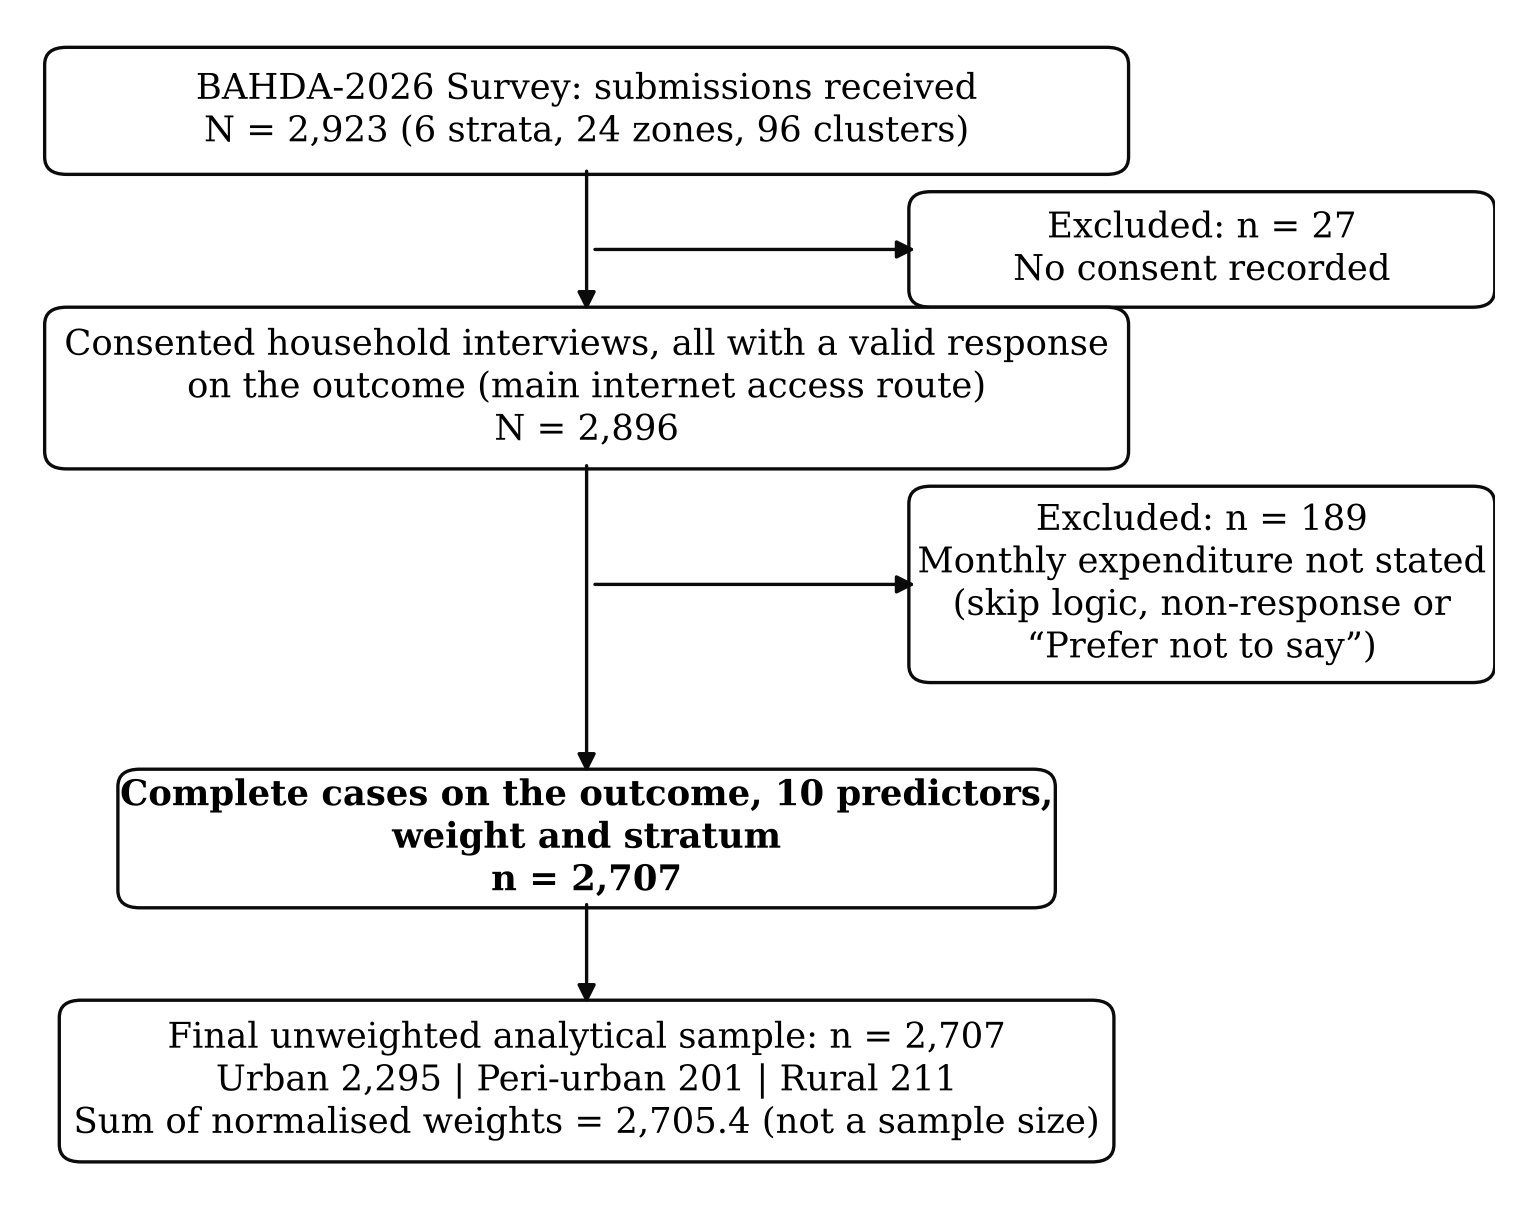 BAHDA-2026 Survey: submissions received
N = 2,923 (6 strata, 24 zones, 96 clusters)
Excluded: n = 27
No consent recorded
Consented household interviews, all with a valid response
on the outcome (main internet access route)
N = 2,896
Excluded: n = 189
Monthly expenditure not stated
(skip logic, non-response or
“Prefer not to say”)
Complete cases on the outcome, 10 predictors,
weight and stratum
n = 2,707
Final unweighted analytical sample: n = 2,707
Urban 2,295 | Peri-urban 201 | Rural 211
Sum of normalised weights = 2,705.4 (not a sample size)